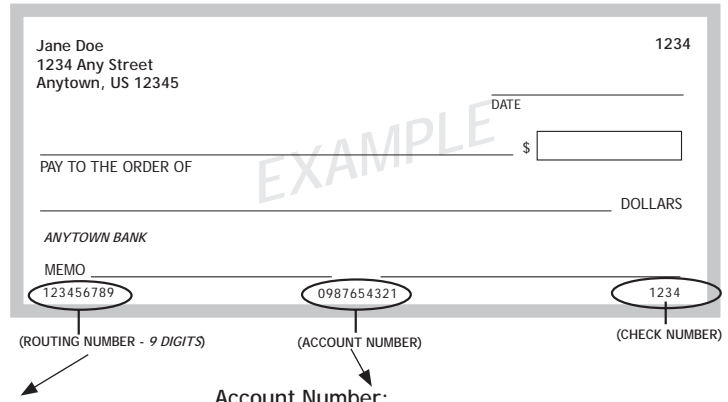 Jane Doe
1234
1234 Any Street
Anytown, US 12345
DATE
EXAMPLE
$
PAY TO THE ORDER OF
DOLLARS
ANYTOWN BANK
MEMO
123456789
0987654321
1234
(ROUTING NUMBER - 9 DIGITS)
(ACCOUNT NUMBER)
(CHECK NUMBER)
Account Number: